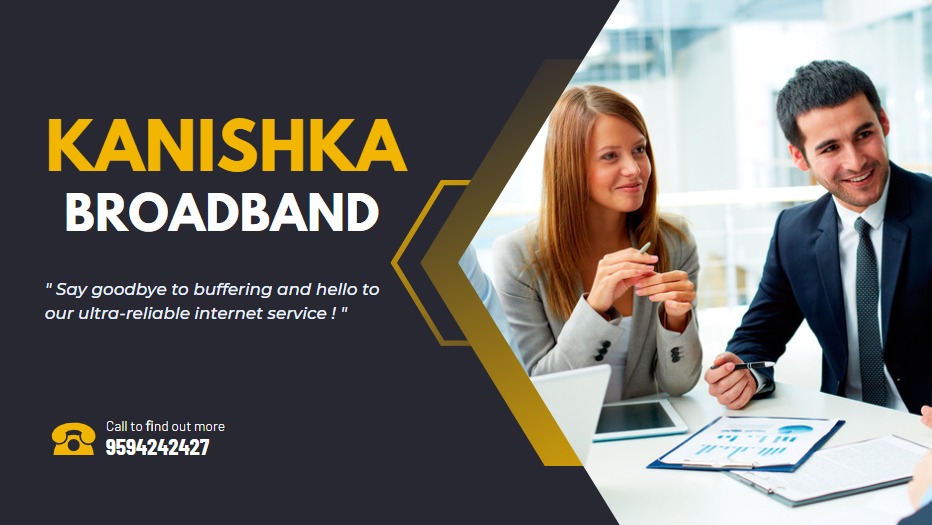 KANISHKA
BROADBAND
" Say goodbye to buffering and hello to
our ultra-reliable internet service ! "
Call to find out more
9594242427